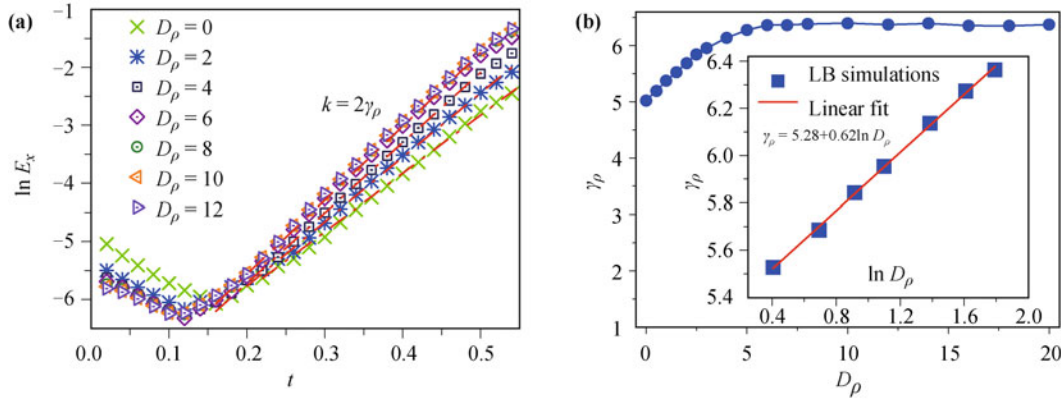 (a)
D_ρ = 0
D_ρ = 2
D_ρ = 4
D_ρ = 6
D_ρ = 8
D_ρ = 10
D_ρ = 12
k = 2γ_ρ
ln E_x
-1
-2
-3
-4
-5
-6
0.0 0.1 0.2 0.3 0.4 0.5
t
(b)
γ_ρ
6
5
4
3
2
1
0 5 10 15 20
D_ρ
LB simulations
Linear fit
γ_ρ = 5.28+0.62ln D_ρ
γ_ρ
6.4
6.2
6.0
5.8
5.6
5.4
ln D_ρ
0.4 0.8 1.2 1.6 2.0